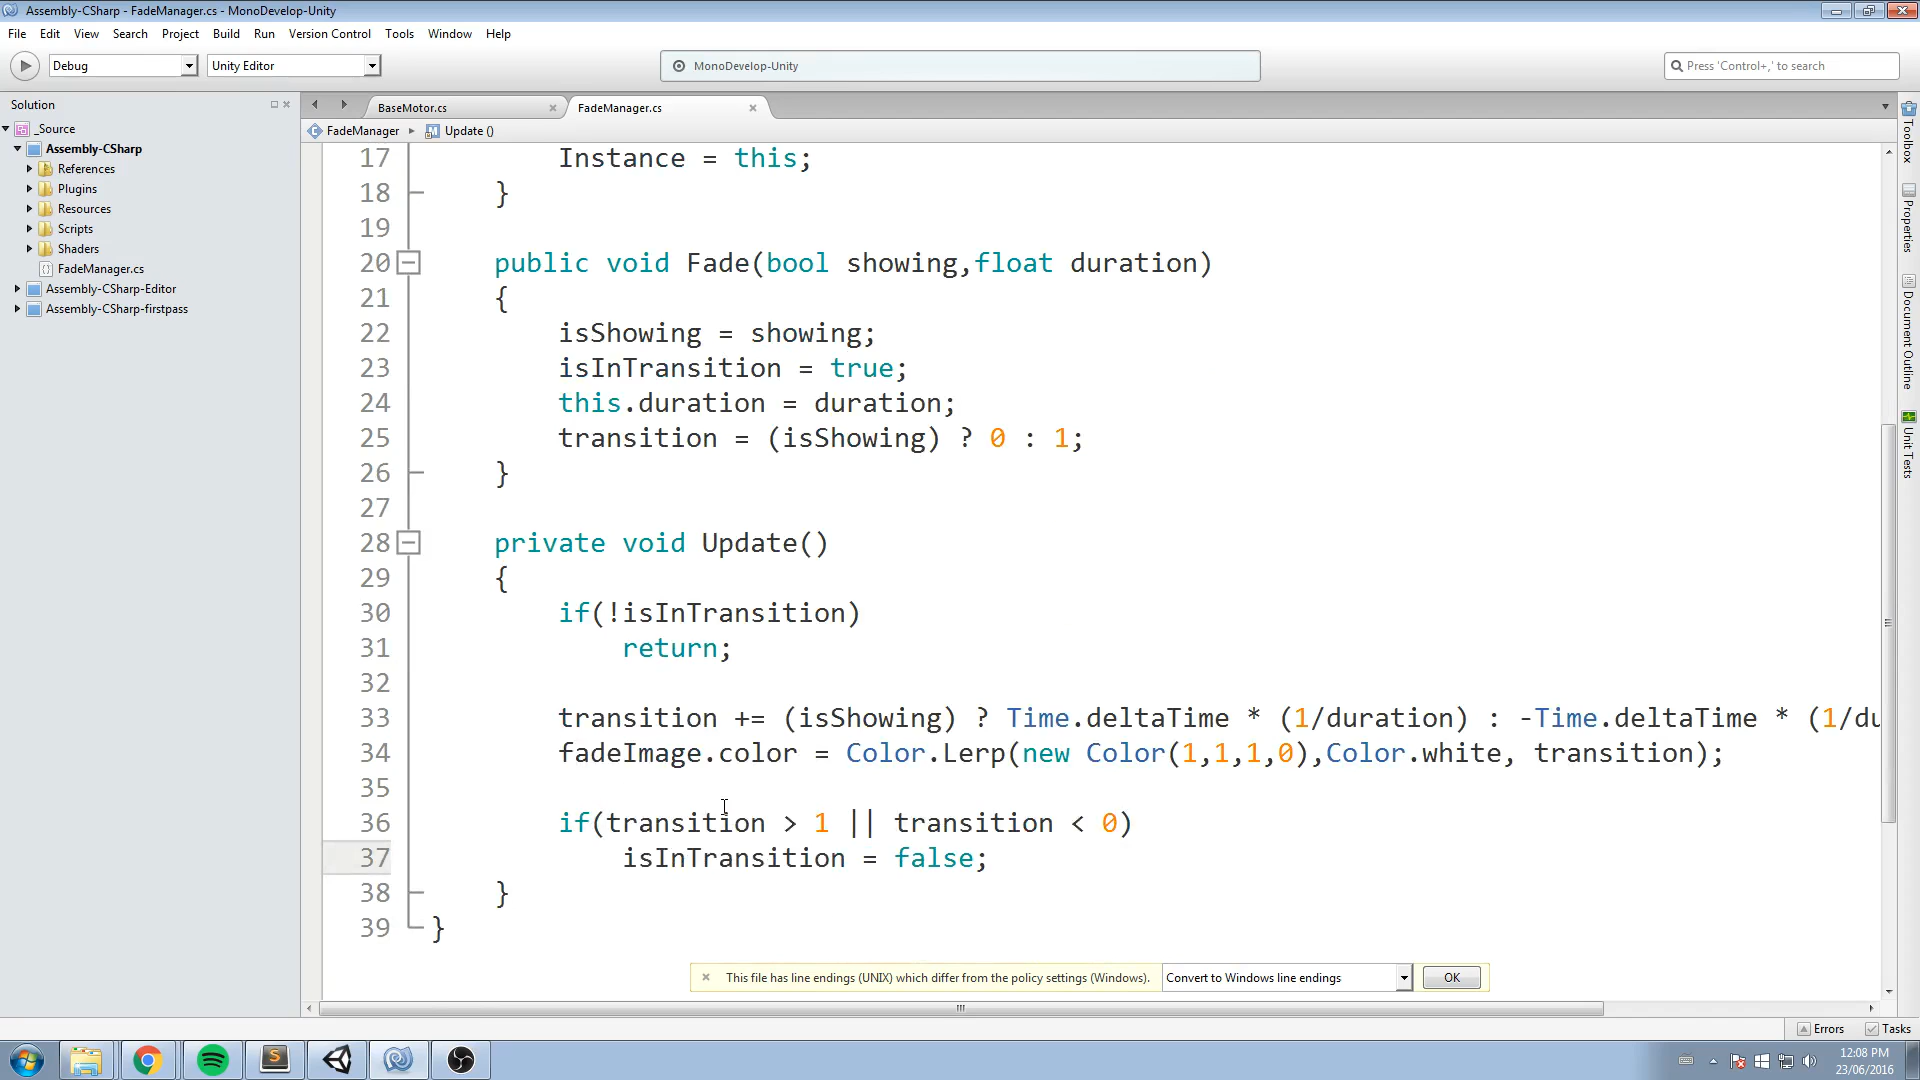 Assembly-CSharp - FadeManager.cs - MonoDevelop-Unity
File Edit View Search Project Build Run Version Control Tools Window Help
Debug Unity Editor MonoDevelop-Unity Press 'Control+,' to search
Solution
_Source
Assembly-CSharp
References
Plugins
Resources
Scripts
Shaders
FadeManager.cs
Assembly-CSharp-Editor
Assembly-CSharp-firstpass
BaseMotor.cs FadeManager.cs
FadeManager Update ()
17 Instance = this;
18 }
19
20 public void Fade(bool showing,float duration)
21 {
22 isShowing = showing;
23 isInTransition = true;
24 this.duration = duration;
25 transition = (isShowing) ? 0 : 1;
26 }
27
28 private void Update()
29 {
30 if(!isInTransition)
31 return;
32
33 transition += (isShowing) ? Time.deltaTime * (1/duration) : -Time.deltaTime * (1/du
34 fadeImage.color = Color.Lerp(new Color(1,1,1,0),Color.white, transition);
35
36 if(transition > 1 || transition < 0)
37 isInTransition = false;
38 }
39 }
This file has line endings (UNIX) which differ from the policy settings (Windows). Convert to Windows line endings OK
Toolbox
Properties
Document Outline
Unit Tests
Errors Tasks
12:08 PM
23/06/2016